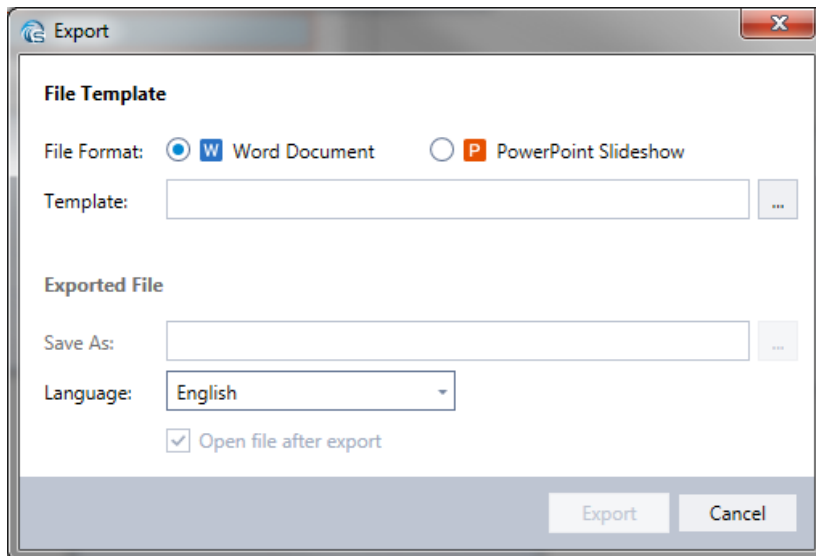 Export
File Template
File Format: W Word Document P PowerPoint Slideshow
Template: ...
Exported File
Save As: ...
Language: English
Open file after export
Export Cancel